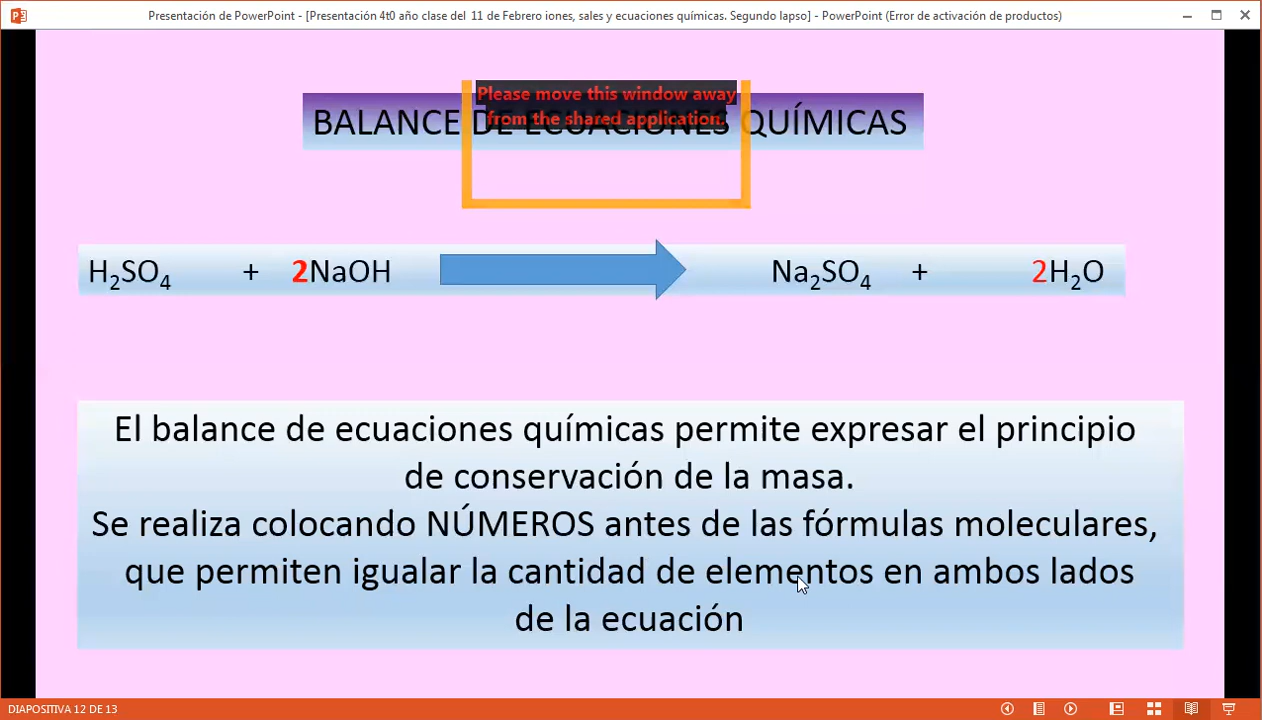 Presentación de PowerPoint - [Presentación 4t0 año clase del 11 de Febrero iones, sales y ecuaciones químicas. Segundo lapso] - PowerPoint (Error de activación de productos)
Please move this window away
from the shared application.
BALANCE DE ECUACIONES QUÍMICAS
H₂SO₄ + 2NaOH Na₂SO₄ + 2H₂O
El balance de ecuaciones químicas permite expresar el principio
de conservación de la masa.
Se realiza colocando NÚMEROS antes de las fórmulas moleculares,
que permiten igualar la cantidad de elementos en ambos lados
de la ecuación
DIAPOSITIVA 12 DE 13